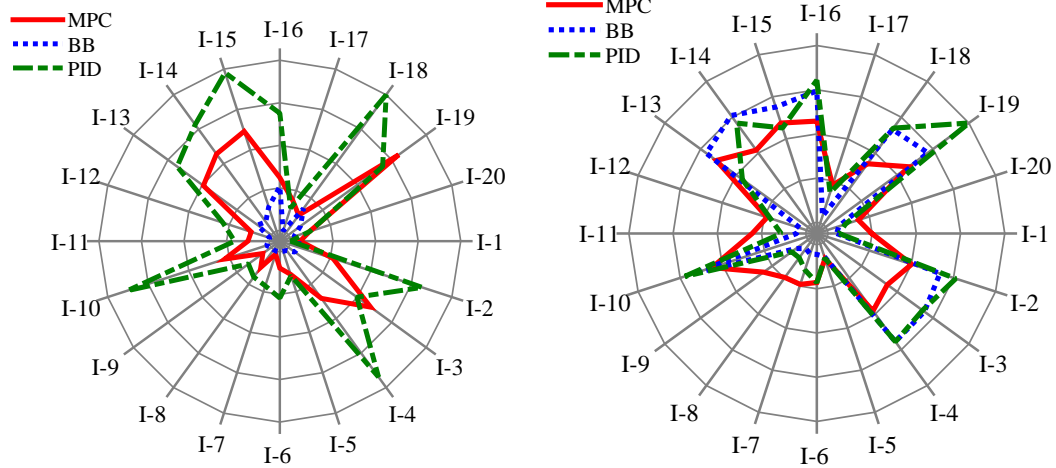 MPC
BB
PID
I-16
I-15
I-17
I-14
I-18
I-13
I-19
I-12
I-20
I-11
I-1
I-10
I-2
I-9
I-3
I-8
I-4
I-7
I-5
I-6
MPC
BB
PID
I-16
I-15
I-17
I-14
I-18
I-13
I-19
I-12
I-20
I-11
I-1
I-10
I-2
I-9
I-3
I-8
I-4
I-7
I-5
I-6